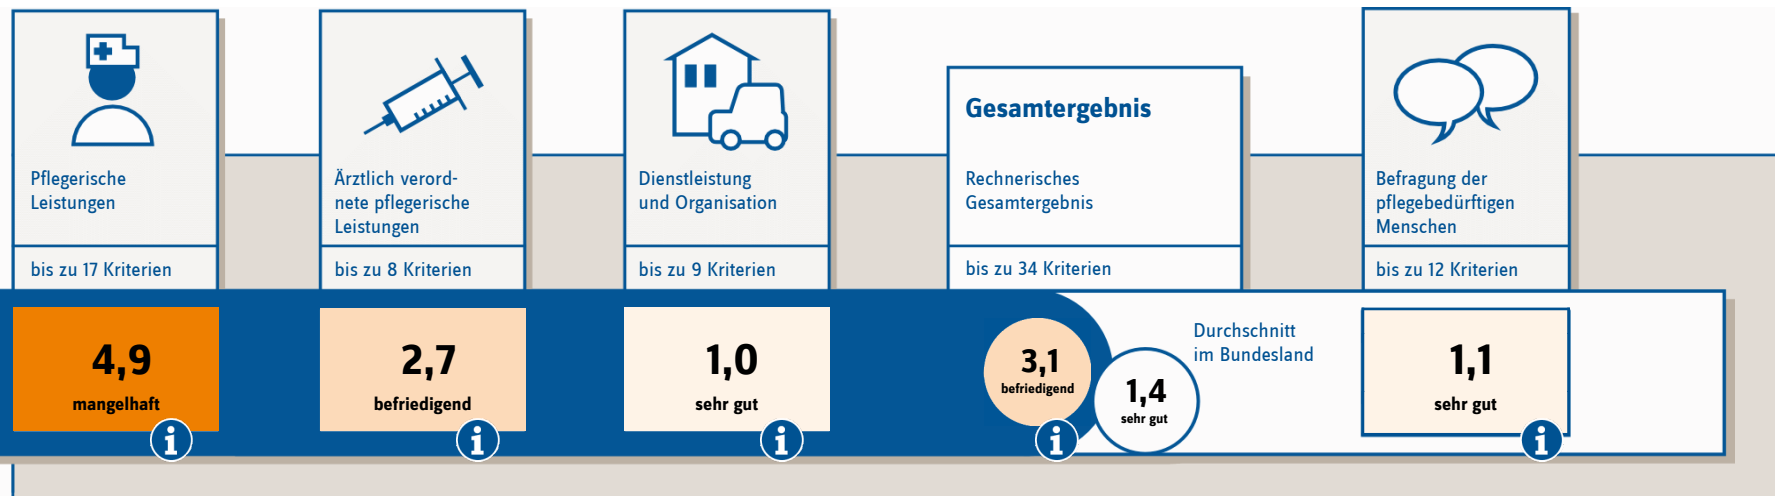 Pflegerische
Leistungen
bis zu 17 Kriterien
4,9
mangelhaft
i
Ärztlich verord-
nete pflegerische
Leistungen
bis zu 8 Kriterien
2,7
befriedigend
i
Dienstleistung
und Organisation
bis zu 9 Kriterien
1,0
sehr gut
i
Gesamtergebnis
Rechnerisches
Gesamtergebnis
bis zu 34 Kriterien
3,1
befriedigend
i
1,4
sehr gut
Durchschnitt
im Bundesland
Befragung der
pflegebedürftigen
Menschen
bis zu 12 Kriterien
1,1
sehr gut
i